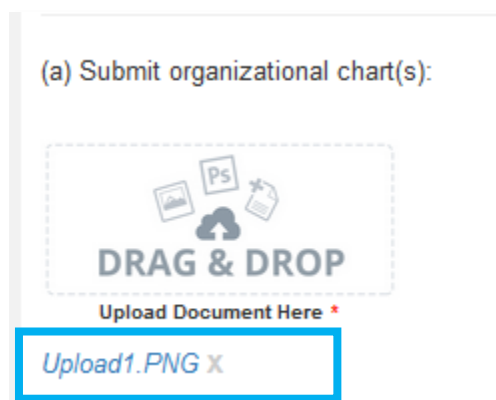 (a) Submit organizational chart(s):
Ps
DRAG & DROP
Upload Document Here *
Upload1.PNG X